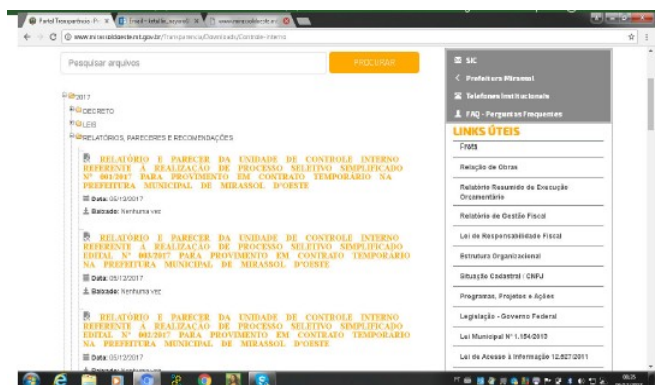 Portal Transparência - Pr
www.mirassoldoeste.mt.gov.br/Transparencia/Downloads/Controle-Interno
Pesquisar arquivos
PROCURAR
2017
DECRETO
LEIS
RELATÓRIOS, PARECERES E RECOMENDAÇÕES
RELATÓRIO E PARECER DA UNIDADE DE CONTROLE INTERNO
REFERENTE À REALIZAÇÃO DE PROCESSO SELETIVO SIMPLIFICADO
Nº 001/2017 PARA PROVIMENTO EM CONTRATO TEMPORÁRIO NA
PREFEITURA MUNICIPAL DE MIRASSOL D'OESTE
Data: 05/12/2017
Baixado: Nenhuma vez
RELATÓRIO E PARECER DA UNIDADE DE CONTROLE INTERNO
REFERENTE À REALIZAÇÃO DE PROCESSO SELETIVO SIMPLIFICADO
EDITAL Nº PARA PROVIMENTO EM CONTRATO TEMPORÁRIO
NA PREFEITURA MUNICIPAL DE MIRASSOL D'OESTE
Data: 05/12/2017
Baixado: Nenhuma vez
RELATÓRIO E PARECER DA UNIDADE DE CONTROLE INTERNO
REFERENTE À REALIZAÇÃO DE PROCESSO SELETIVO SIMPLIFICADO
EDITAL Nº PARA PROVIMENTO EM CONTRATO TEMPORÁRIO
NA PREFEITURA MUNICIPAL DE MIRASSOL D'OESTE
Data: 05/12/2017
Baixado: Nenhuma vez
SIC
Prefeitura Mirassol
Telefones Institucionais
FAQ - Perguntas Frequentes
LINKS ÚTEIS
Relação de Obras
Relatório Resumido de Execução
Orçamentário
Relatório de Gestão Fiscal
Lei de Responsabilidade Fiscal
Estrutura Organizacional
Situação Cadastral / CNPJ
Programas, Projetos e Ações
Legislação - Governo Federal
Lei Municipal Nº 1.154/2013
Lei de Acesso à Informação 12.527/2011